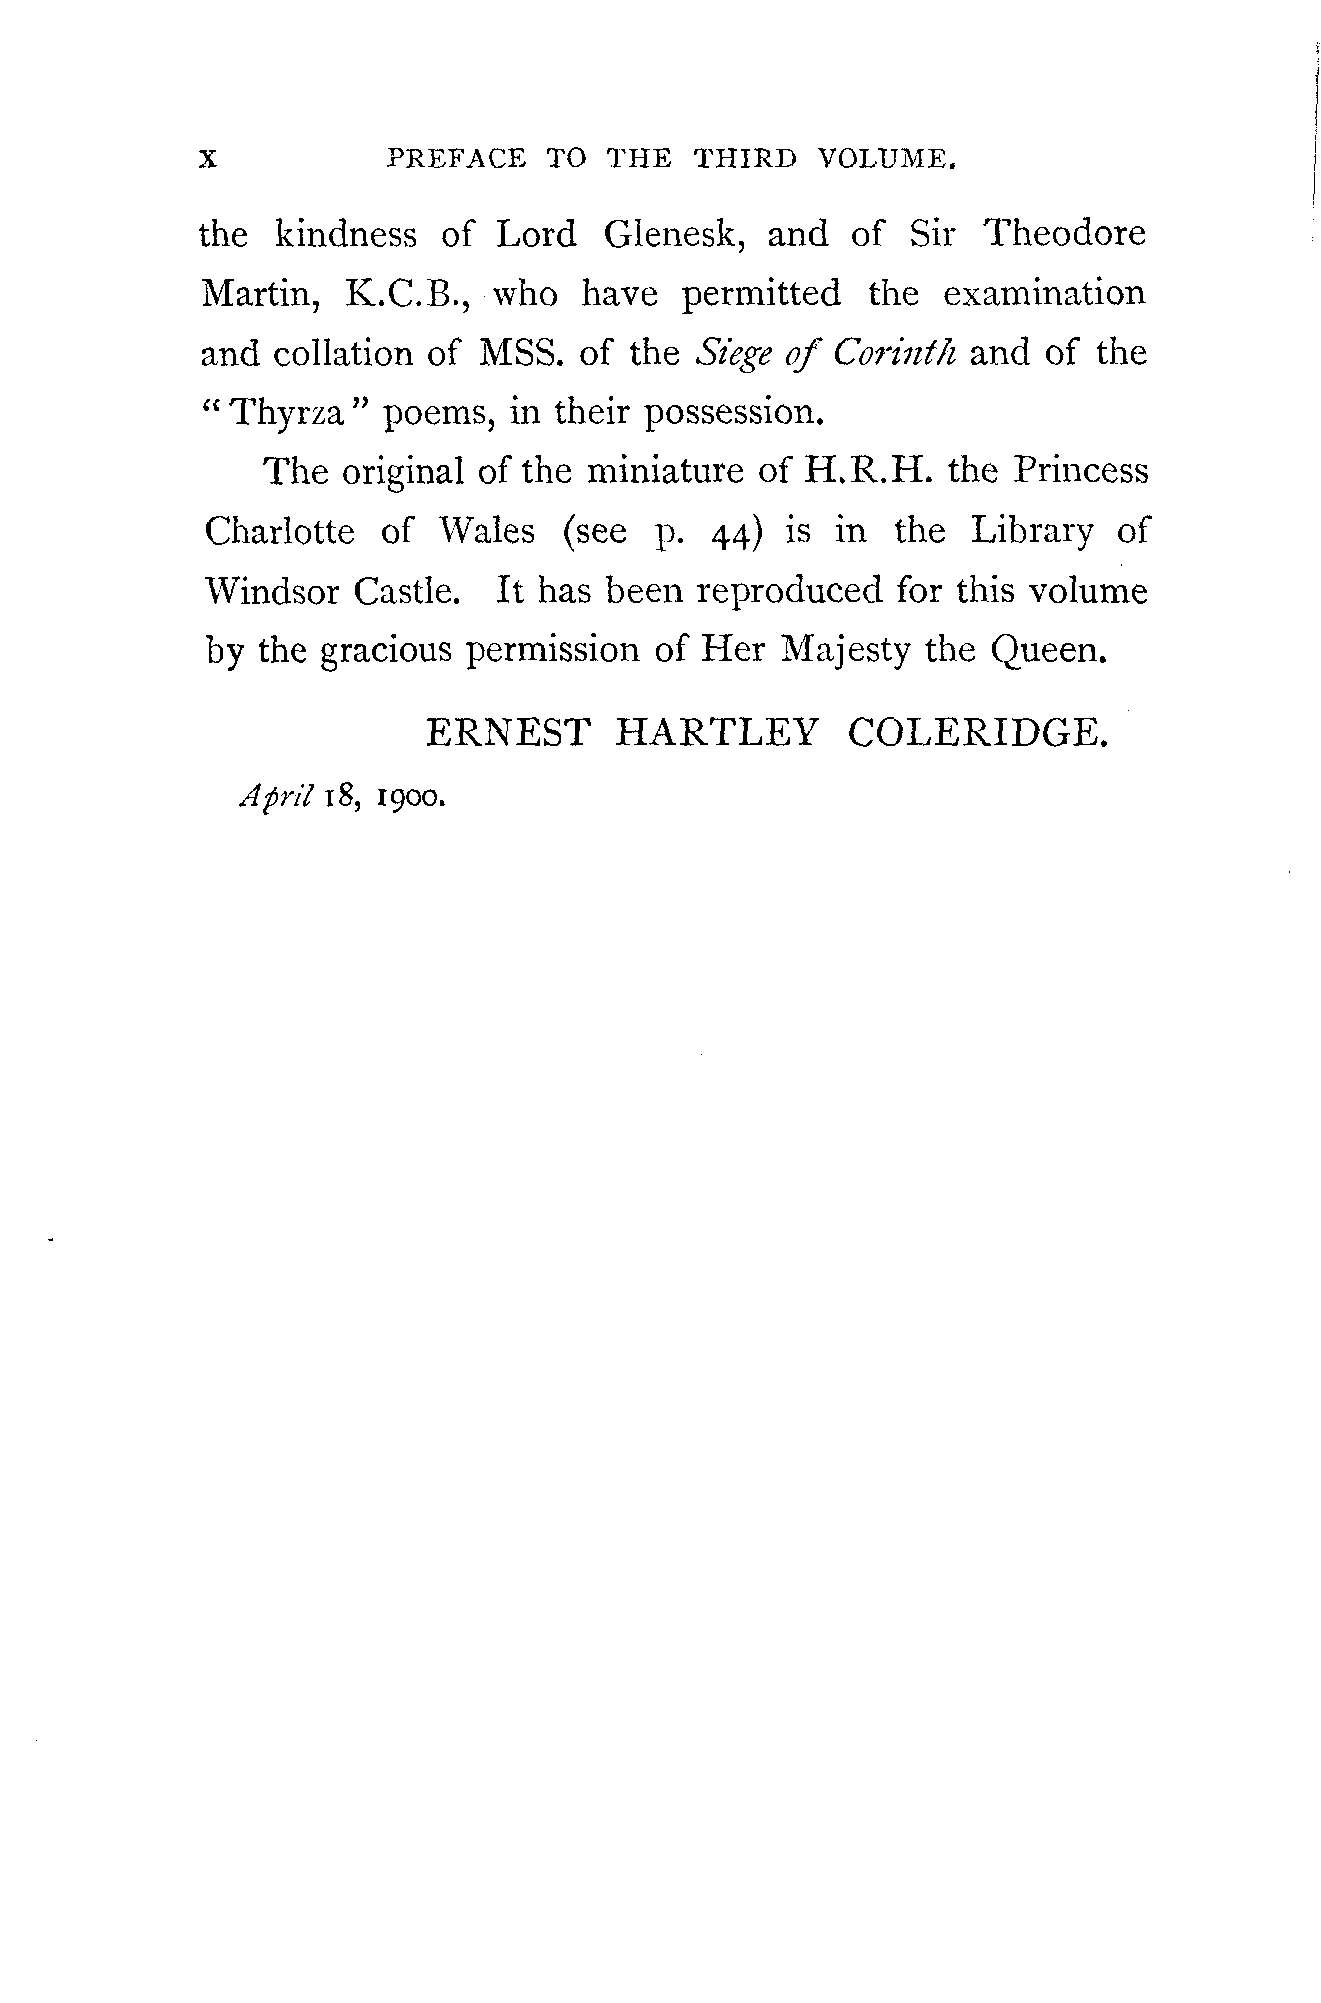 x PREFACE TO THE THIRD VOLUME.
the kindness of Lord Glenesk, and of Sir Theodore
Martin, K.C.B., who have permitted the examination
and collation of MSS. of the Siege of Corinth and of the
“Thyrza” poems, in their possession.
The original of the miniature of H.R.H. the Princess
Charlotte of Wales (see p. 44) is in the Library of
Windsor Castle. It has been reproduced for this volume
by the gracious permission of Her Majesty the Queen.
ERNEST HARTLEY COLERIDGE.
April 18, 1900.